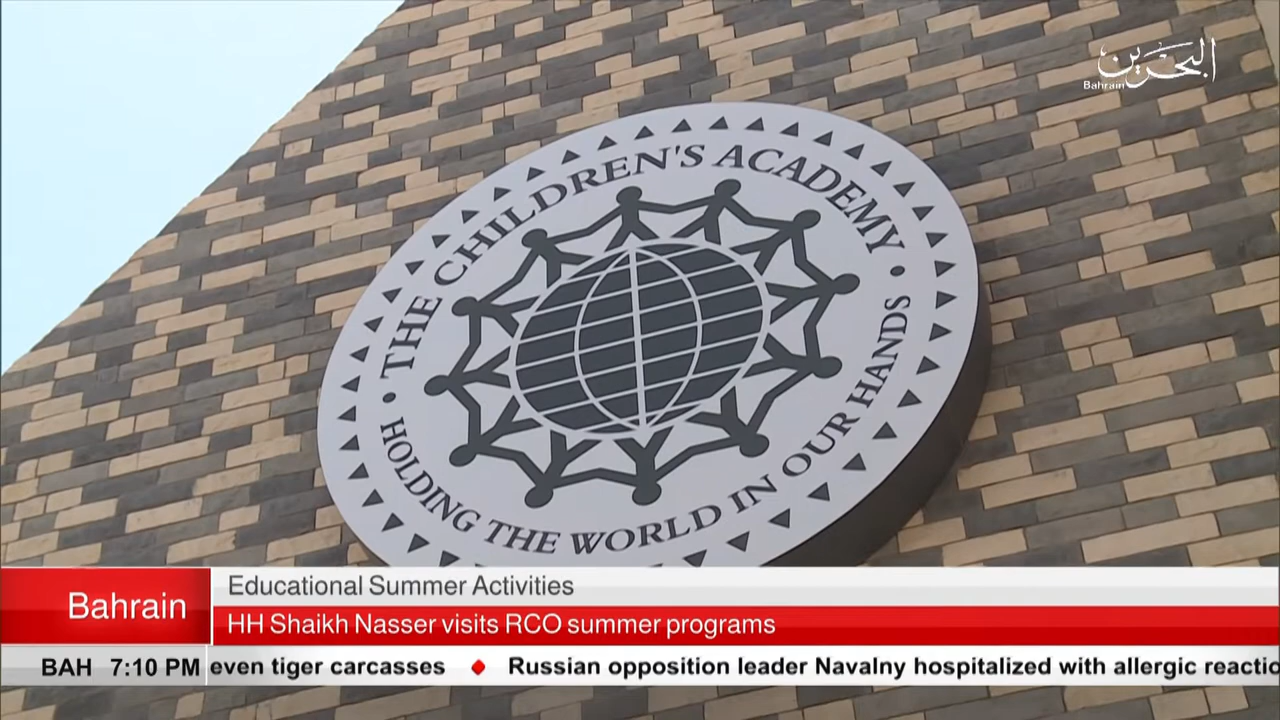 البحرين
Bahrain
THE CHILDREN'S ACADEMY
HOLDING THE WORLD IN OUR HANDS
Bahrain
Educational Summer Activities
HH Shaikh Nasser visits RCO summer programs
BAH 7:10 PM even tiger carcasses ♦ Russian opposition leader Navalny hospitalized with allergic reactio